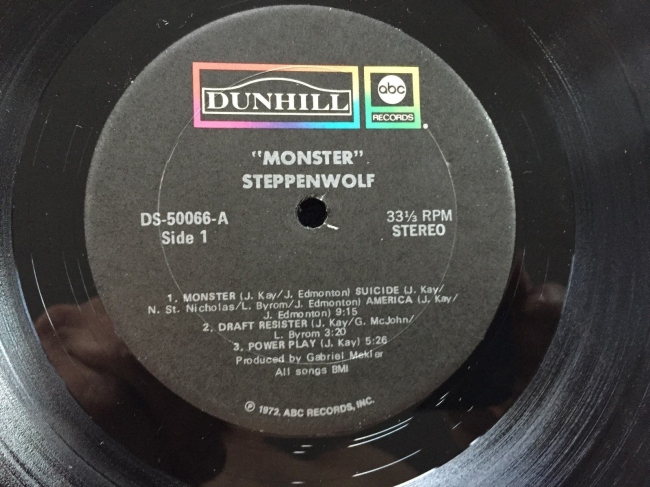 DUNHILL
abc
RECORDS
"MONSTER"
STEPPENWOLF
DS-50066-A
Side 1
33⅓ RPM
STEREO
1. MONSTER (J. Kay/J. Edmonton) SUICIDE (J. Kay/
N. St. Nicholas/L. Byrom/J. Edmonton) AMERICA (J. Kay/
J. Edmonton) 9:15
2. DRAFT RESISTER (J. Kay/G. McJohn/
L. Byrom 3:20
3. POWER PLAY (J. Kay) 5:26
Produced by Gabriel Mekler
All songs BMI
℗ 1972, ABC RECORDS, INC.